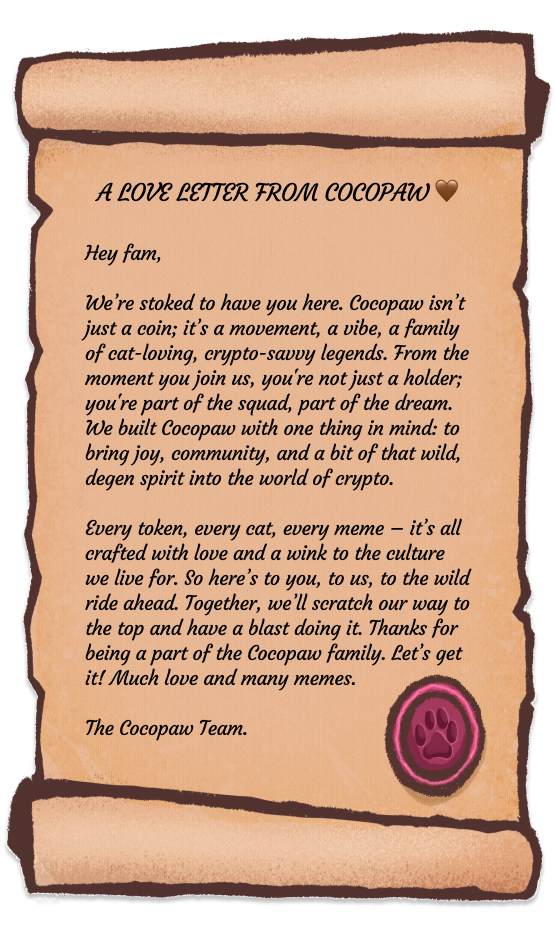 A LOVE LETTER FROM COCOPAW 🤎
Hey fam,
We're stoked to have you here. Cocopaw isn't
just a coin; it's a movement, a vibe, a family
of cat-loving, crypto-savvy legends. From the
moment you join us, you're not just a holder;
you're part of the squad, part of the dream.
We built Cocopaw with one thing in mind: to
bring joy, community, and a bit of that wild,
degen spirit into the world of crypto.
Every token, every cat, every meme – it's all
crafted with love and a wink to the culture
we live for. So here's to you, to us, to the wild
ride ahead. Together, we'll scratch our way to
the top and have a blast doing it. Thanks for
being a part of the Cocopaw family. Let's get
it! Much love and many memes.
The Cocopaw Team.